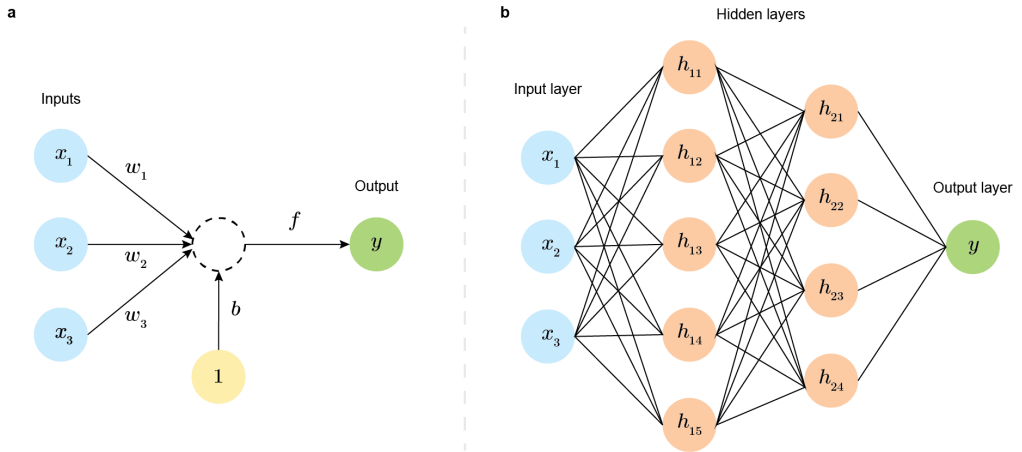 a
Inputs
x₁
w₁
x₂
w₂
x₃
w₃
b
1
f
Output
y
b
Hidden layers
Input layer
x₁
x₂
x₃
h₁₁
h₁₂
h₁₃
h₁₄
h₁₅
h₂₁
h₂₂
h₂₃
h₂₄
Output layer
y